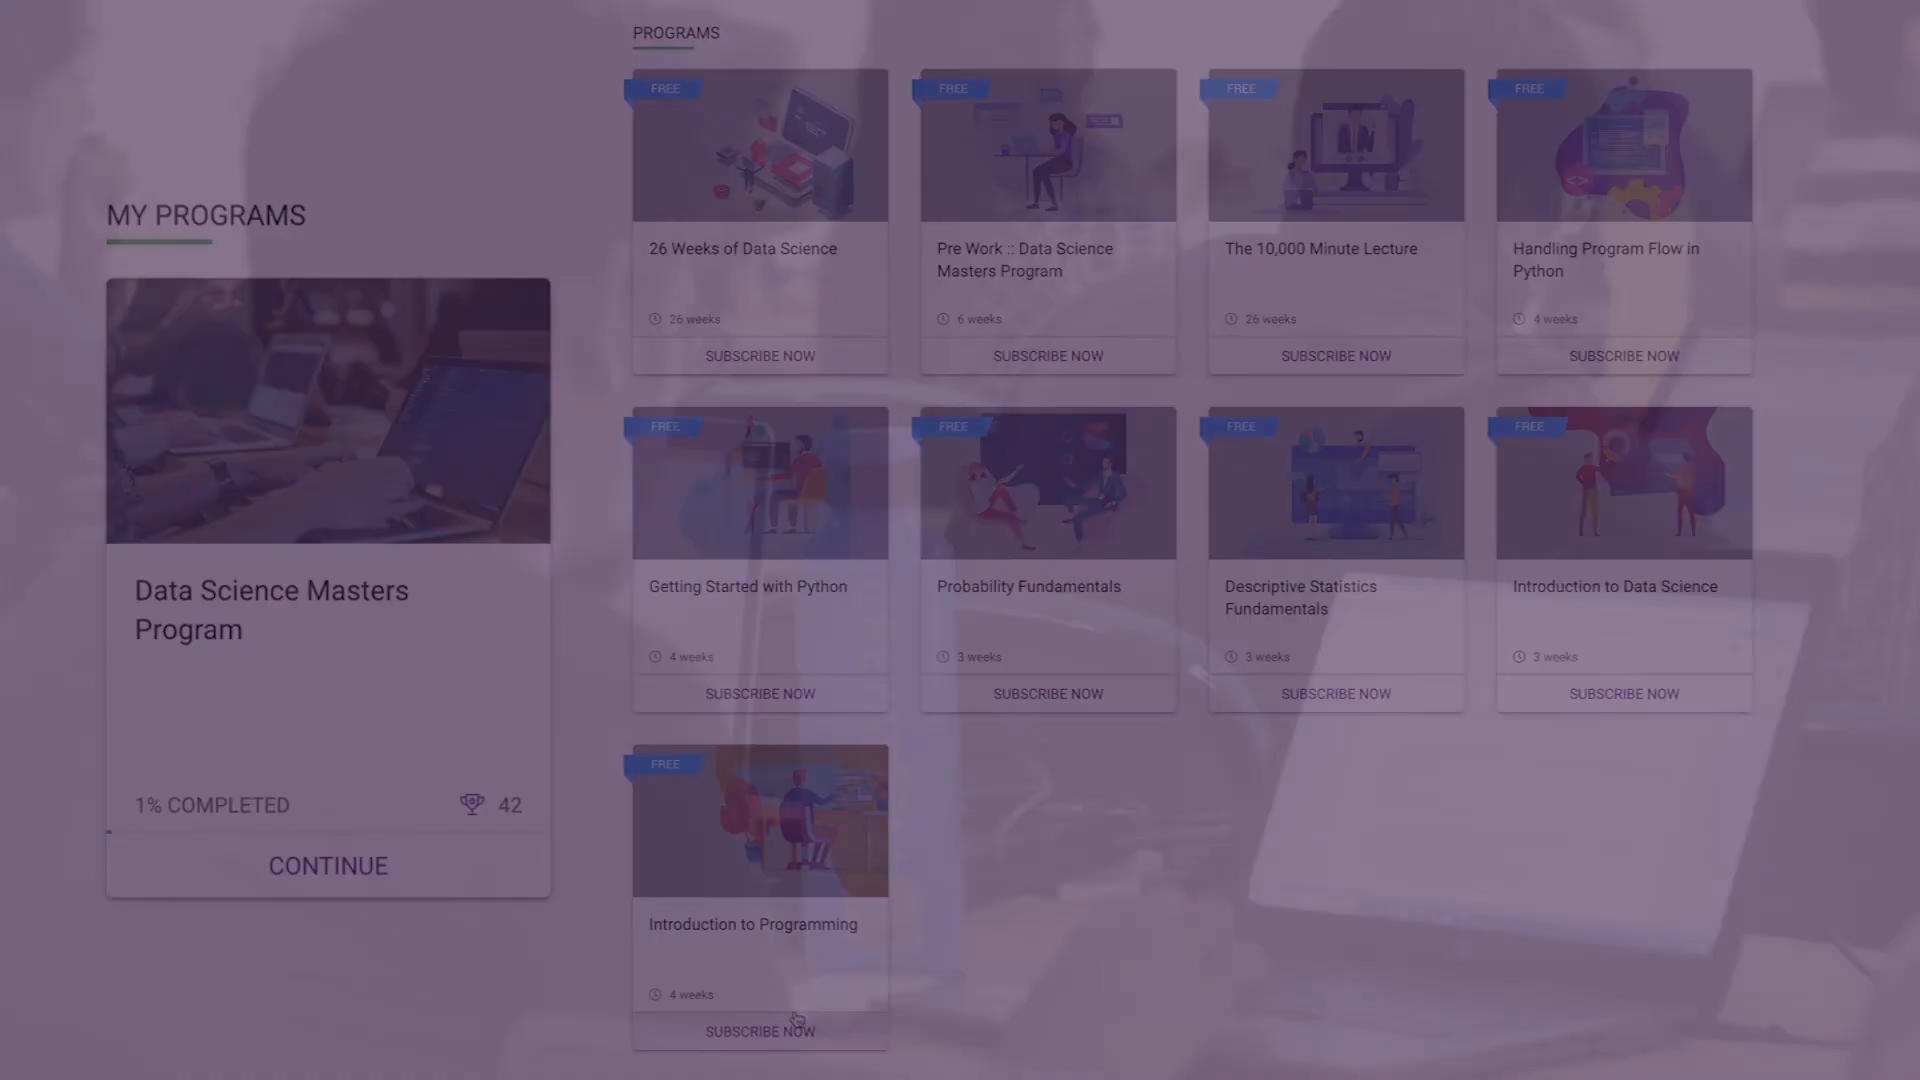 MY PROGRAMS
Data Science Masters
Program
1% COMPLETED
42
CONTINUE
PROGRAMS
FREE
26 Weeks of Data Science
26 weeks
SUBSCRIBE NOW
FREE
Pre Work :: Data Science
Masters Program
6 weeks
SUBSCRIBE NOW
FREE
The 10,000 Minute Lecture
26 weeks
SUBSCRIBE NOW
FREE
Handling Program Flow in
Python
4 weeks
SUBSCRIBE NOW
FREE
Getting Started with Python
4 weeks
SUBSCRIBE NOW
FREE
Probability Fundamentals
3 weeks
SUBSCRIBE NOW
FREE
Descriptive Statistics
Fundamentals
3 weeks
SUBSCRIBE NOW
FREE
Introduction to Data Science
3 weeks
SUBSCRIBE NOW
FREE
Introduction to Programming
4 weeks
SUBSCRIBE NOW